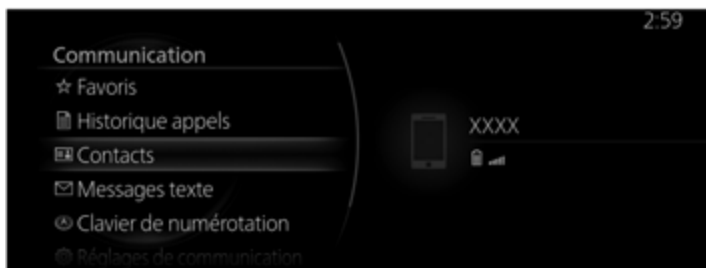 2:59
Communication
Favoris
Historique appels
Contacts
Messages texte
Clavier de numérotation
Réglages de communication
XXXX